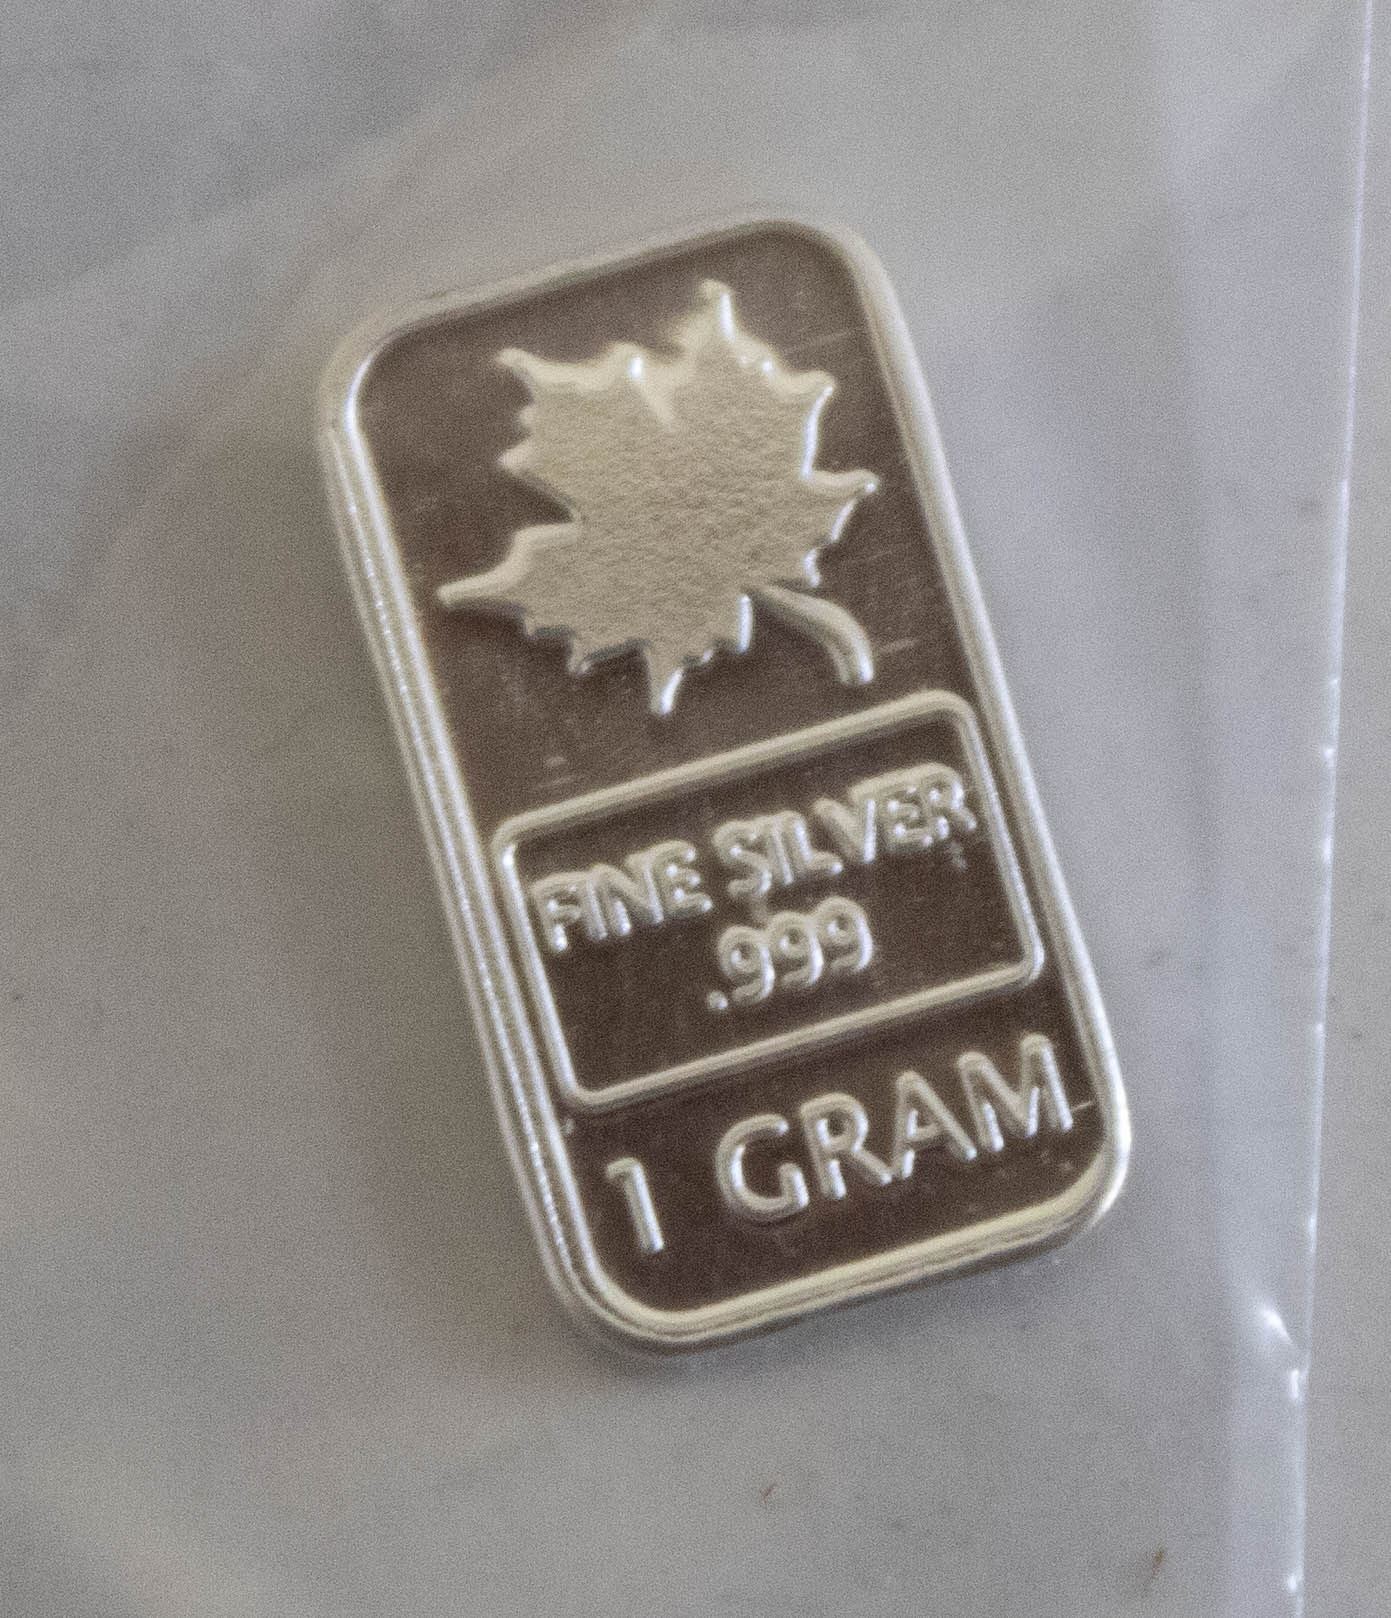 FINE SILVER
.999
1 GRAM